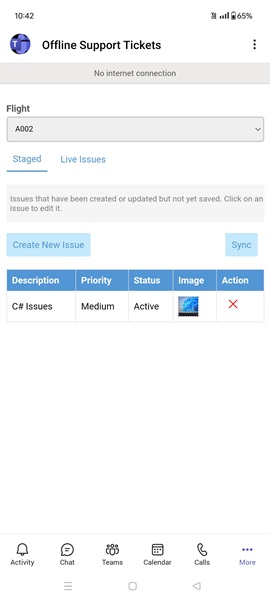 10:42
65%
Offline Support Tickets
No internet connection
Flight
A002
Staged
Live Issues
Issues that have been created or updated but not yet saved. Click on an
issue to edit it.
Create New Issue
Sync
Description Priority Status Image Action
C# Issues Medium Active
Activity Chat Teams Calendar Calls More